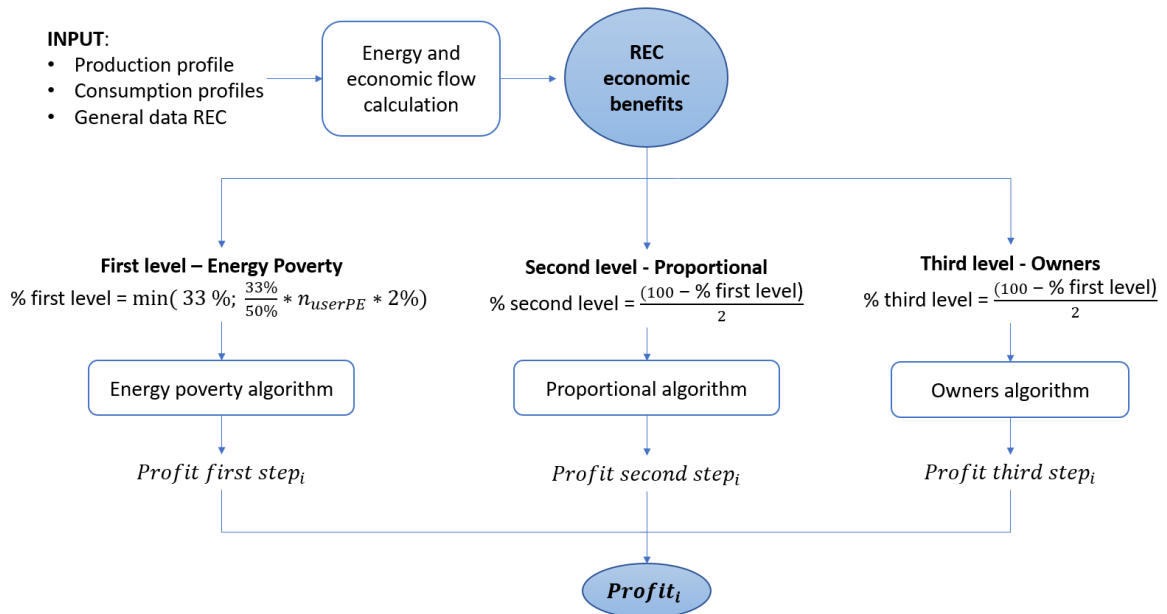 INPUT:
• Production profile
• Consumption profiles
• General data REC
Energy and
economic flow
calculation
REC
economic
benefits
First level – Energy Poverty
% first level = min( 33 %; 33%/50% * n_userPE * 2%)
Energy poverty algorithm
Profit first step_i
Second level - Proportional
% second level = (100 − % first level)/2
Proportional algorithm
Profit second step_i
Third level - Owners
% third level = (100 − % first level)/2
Owners algorithm
Profit third step_i
Profit_i